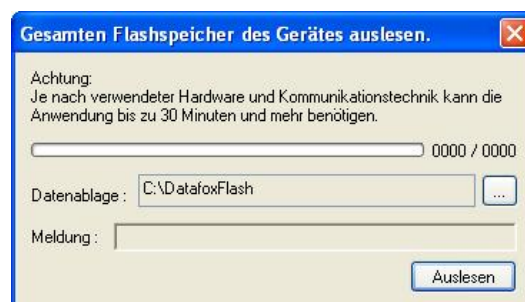 Gesamten Flashspeicher des Gerätes auslesen.
Achtung:
Je nach verwendeter Hardware und Kommunikationstechnik kann die
Anwendung bis zu 30 Minuten und mehr benötigen.
0000 / 0000
Datenablage : C:\DatafoxFlash ...
Meldung :
Auslesen